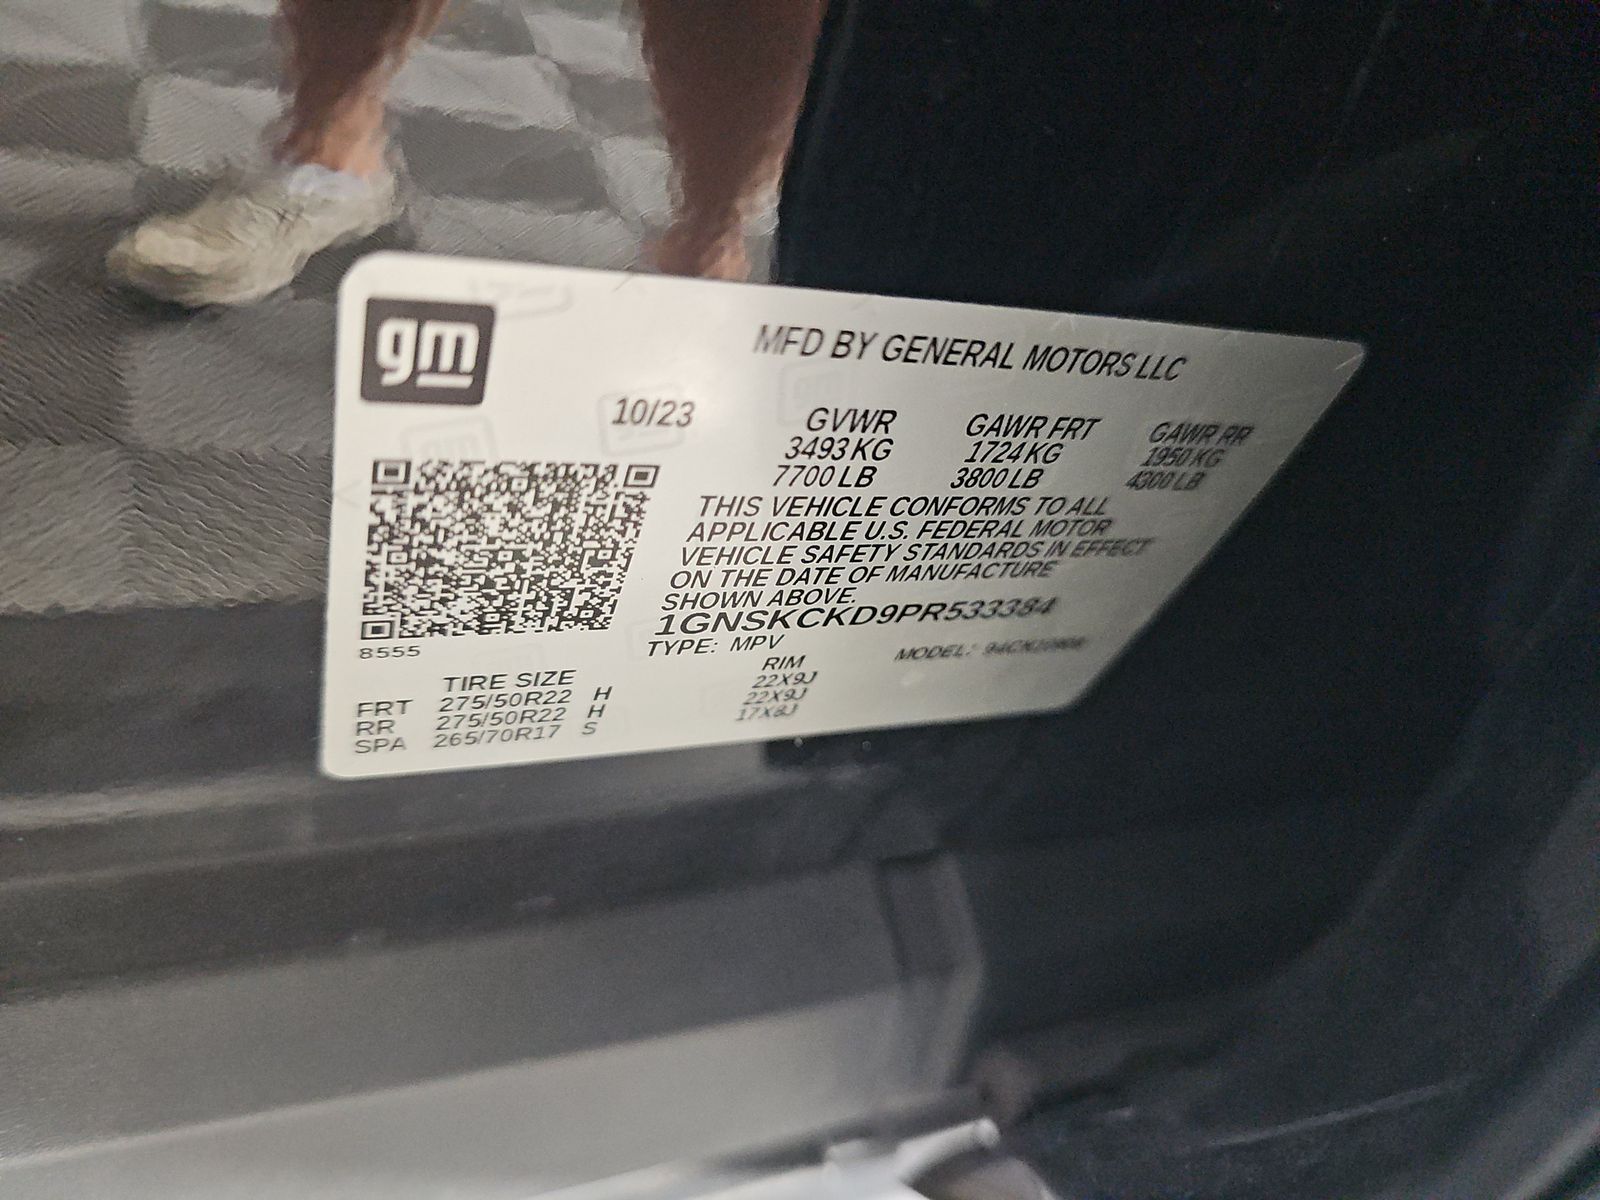 gm
MFD BY GENERAL MOTORS LLC
10/23 GVWR GAWR FRT GAWR RR
3493 KG 1724 KG 1950 KG
7700 LB 3800 LB 4300 LB
THIS VEHICLE CONFORMS TO ALL
APPLICABLE U.S. FEDERAL MOTOR
VEHICLE SAFETY STANDARDS IN EFFECT
ON THE DATE OF MANUFACTURE
SHOWN ABOVE.
1GNSKCKD9PR533384
TYPE: MPV MODEL:
8555
TIRE SIZE RIM
FRT 275/50R22 H 22X9J
RR 275/50R22 H 22X9J
SPA 265/70R17 S 17X8J